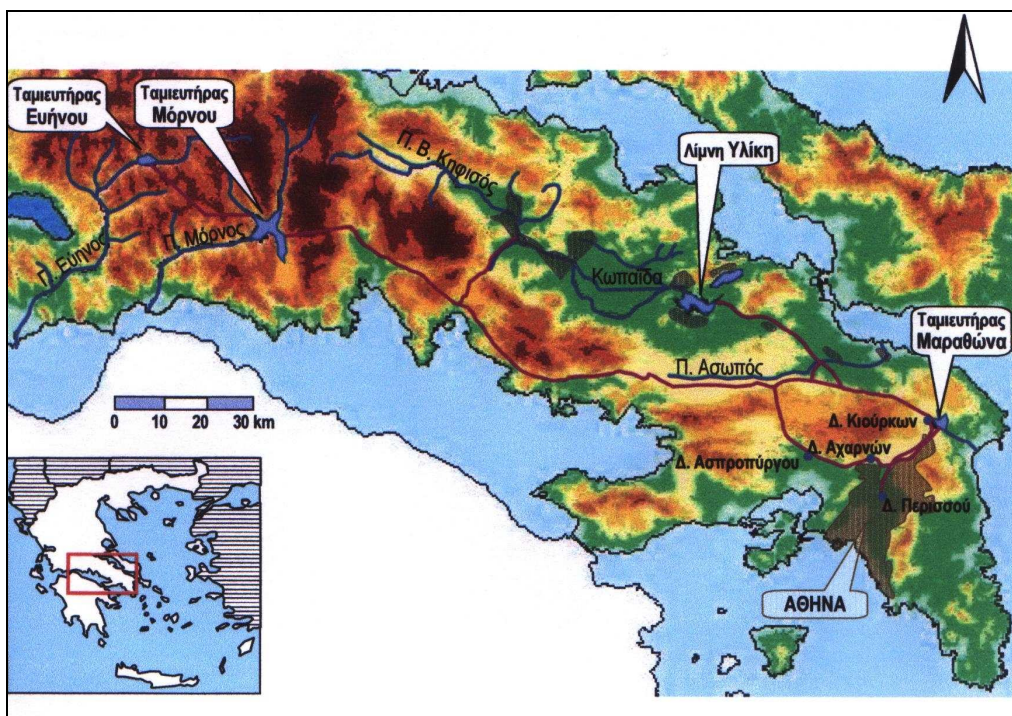 Ταμιευτήρας
Ευήνου
Ταμιευτήρας
Μόρνου
Π. Β. Κηφισός
Λίμνη Υλίκη
Π. Εύηνος
Π. Μόρνος
Κωπαΐδα
Ταμιευτήρας
Μαραθώνα
Π. Ασωπός
0 10 20 30 km
Δ. Κιούρκων
Δ. Αχαρνών
Δ. Ασπροπύργου
Δ. Περισσού
ΑΘΗΝΑ